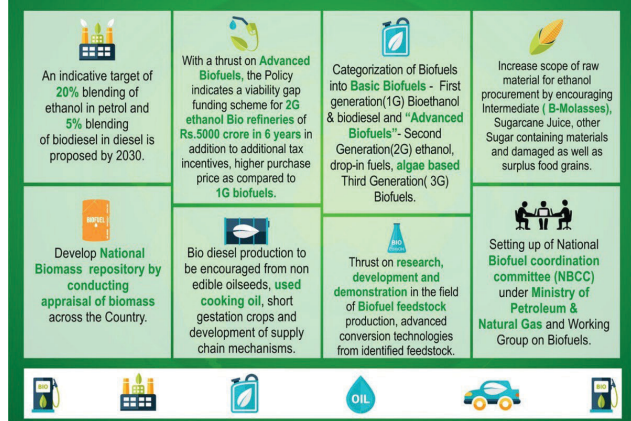 An indicative target of
20% blending of
ethanol in petrol and
5% blending
of biodiesel in diesel is
proposed by 2030.
With a thrust on Advanced
Biofuels, the Policy
indicates a viability gap
funding scheme for 2G
ethanol Bio refineries of
Rs.5000 crore in 6 years in
addition to additional tax
incentives, higher purchase
price as compared to
1G biofuels.
Categorization of Biofuels
into Basic Biofuels - First
generation(1G) Bioethanol
& biodiesel and “Advanced
Biofuels”- Second
Generation(2G) ethanol,
drop-in fuels, algae based
Third Generation( 3G)
Biofuels.
Increase scope of raw
material for ethanol
procurement by encouraging
Intermediate ( B-Molasses),
Sugarcane Juice, other
Sugar containing materials
and damaged as well as
surplus food grains.
BIOFUEL
Develop National
Biomass repository by
conducting
appraisal of biomass
across the Country.
Bio diesel production to
be encouraged from non
edible oilseeds, used
cooking oil, short
gestation crops and
development of supply
chain mechanisms.
BIO
Thrust on research,
development and
demonstration in the field
of Biofuel feedstock
production, advanced
conversion technologies
from identified feedstock.
Setting up of National
Biofuel coordination
committee (NBCC)
under Ministry of
Petroleum &
Natural Gas and Working
Group on Biofuels.
BIO
OIL
BIO